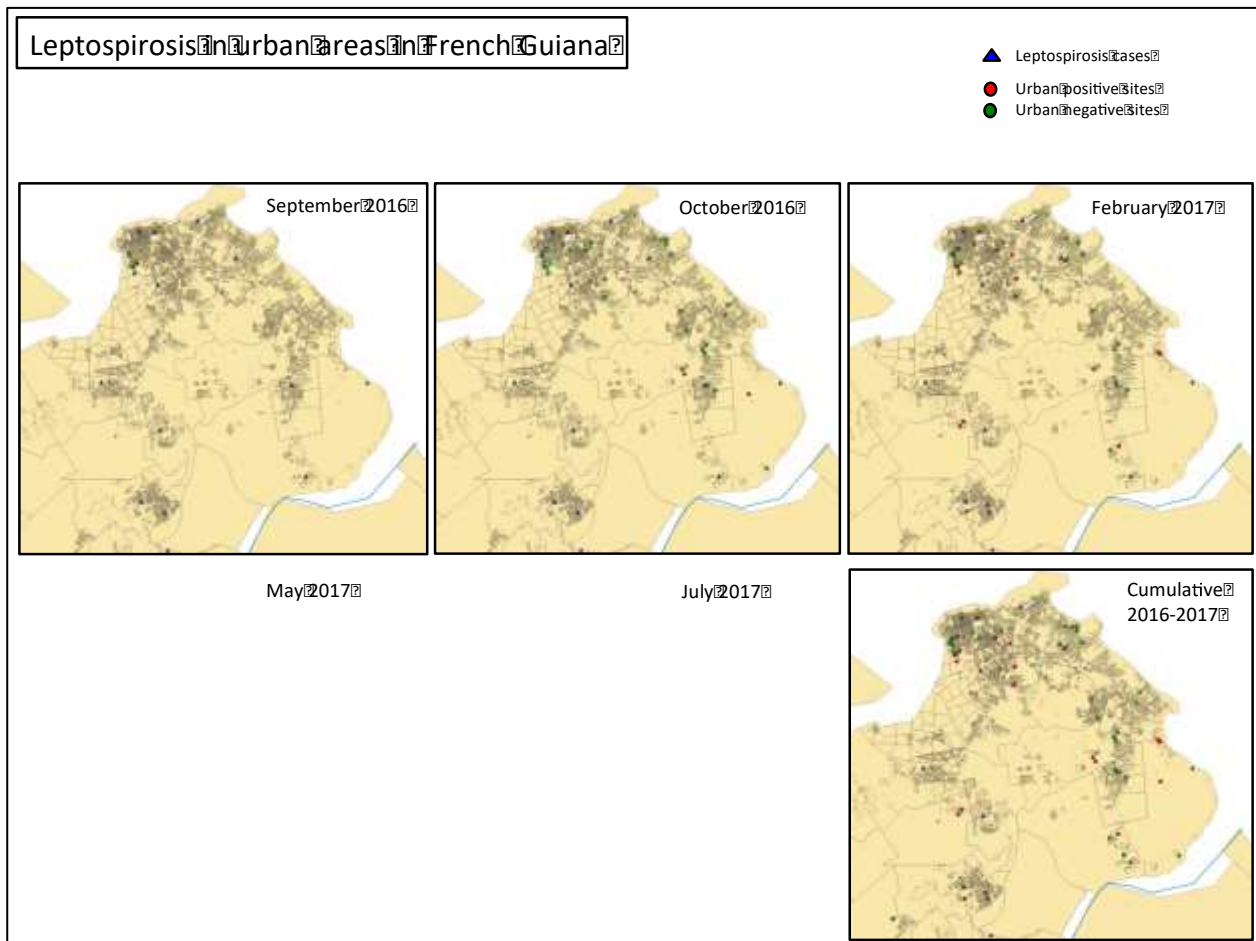 Leptospirosis in urban areas in French Guiana
Leptospirosis cases
Urban positive sites
Urban negative sites
September 2016
October 2016
February 2017
May 2017
July 2017
Cumulative
2016-2017